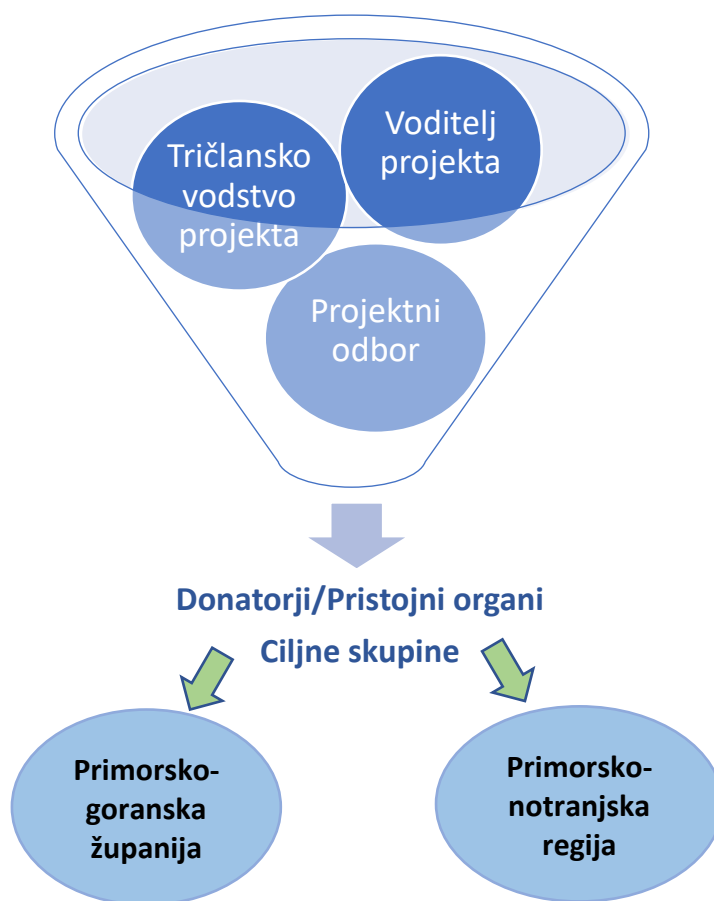 Tričlansko
vodstvo
projekta
Voditelj
projekta
Projektni
odbor
Donatorji/Pristojni organi
Ciljne skupine
Primorsko-
goranska
županija
Primorsko-
notranjska
regija